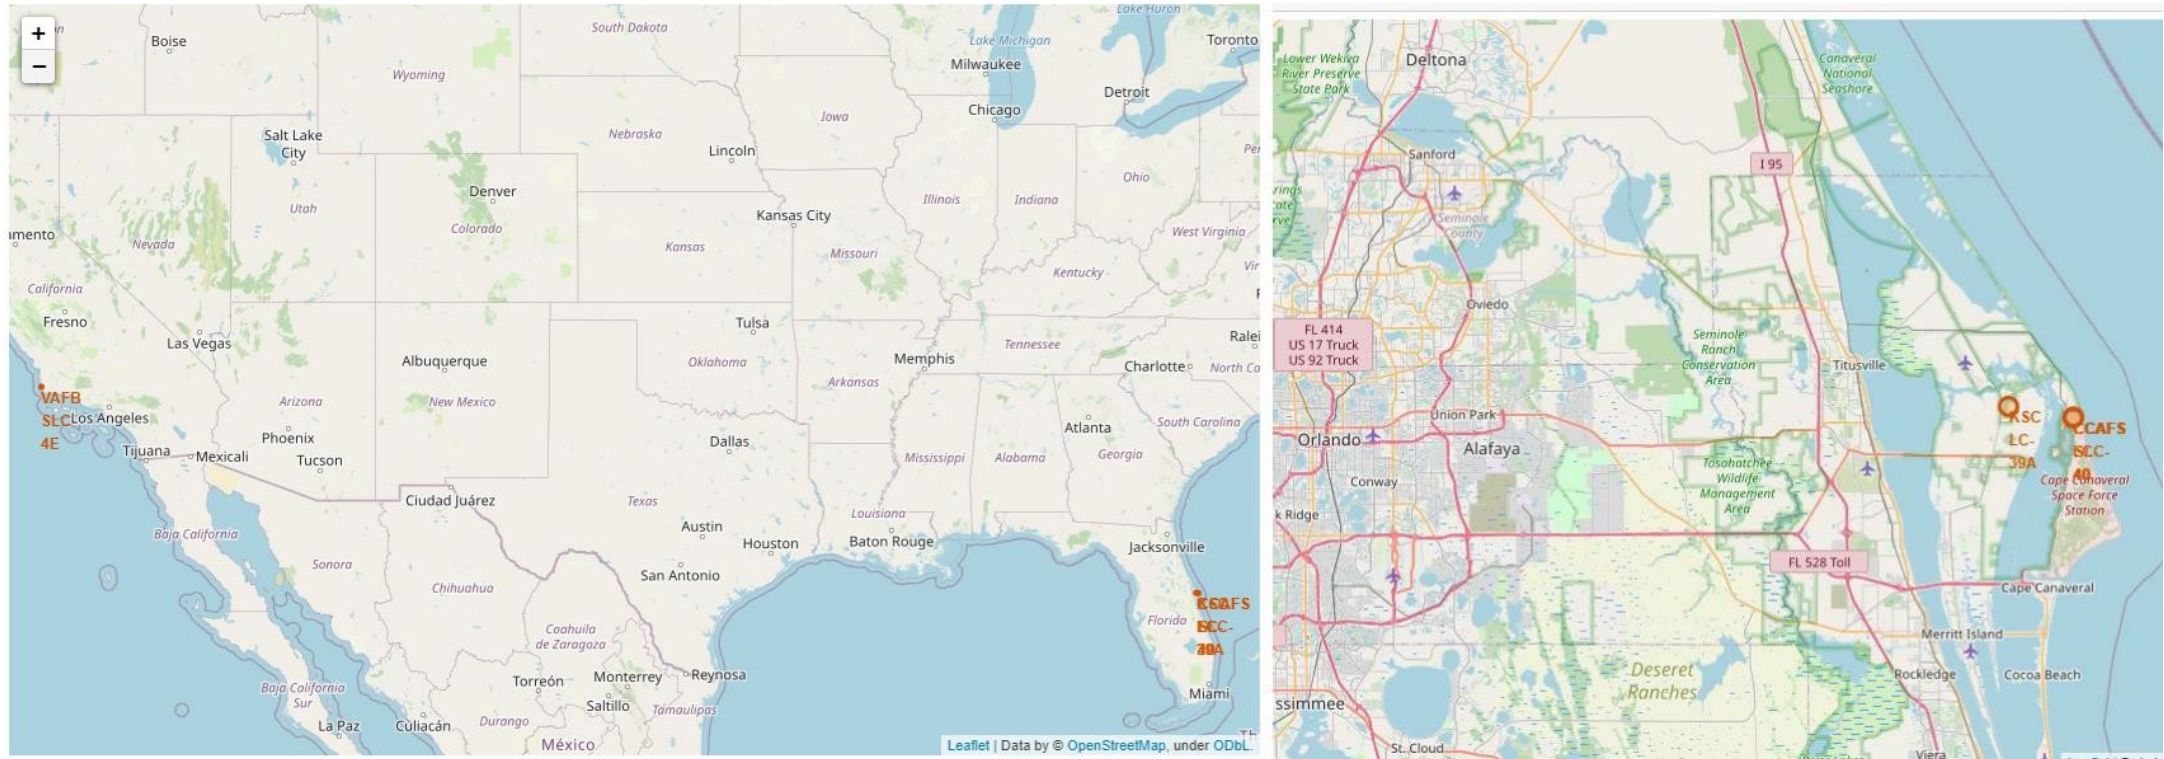 +
−
Boise
South Dakota
Lake Huron
Toronto
Lake Michigan
Milwaukee
Wyoming
Detroit
Chicago
Iowa
Nebraska
Salt Lake
City
Lincoln
Ohio
Denver
Utah
Illinois
Indiana
Kansas City
Colorado
West Virginia
amento
Nevada
Kansas
Missouri
Kentucky
Vir
California
Fresno
Las Vegas
Tulsa
Ralei
Tennessee
Albuquerque
Oklahoma
Memphis
Charlotte
North Ca
Arkansas
VAFB
SLC-
4E
Los Angeles
Arizona
New Mexico
Phoenix
Atlanta
South Carolina
Tijuana
Mexicali
Tucson
Dallas
Mississippi
Alabama
Georgia
Ciudad Juárez
Texas
Louisiana
Baja California
Austin
Houston
Baton Rouge
Jacksonville
Sonora
San Antonio
Chihuahua
Florida
Coahuila
de Zaragoza
Torreón
Monterrey
Reynosa
Baja California
Sur
Saltillo
Miami
La Paz
Culiacán
Durango
Tamaulipas
México
Leaflet | Data by © OpenStreetMap, under ODbL.
Lower Wekiva
River Preserve
State Park
Deltona
Canaveral
National
Seashore
Sanford
I 95
Seminole
County
Oviedo
FL 414
US 17 Truck
US 92 Truck
Seminole
Ranch
Conservation
Area
Titusville
Union Park
KSC
LC-
39A
CCAFS
Orlando
Alafaya
Tosohatchee
Wildlife
Management
Area
Conway
Cape Canaveral
Space Force
Station
k Ridge
FL 528 Toll
Cape Canaveral
Merritt Island
Deseret
Ranches
Rockledge
Cocoa Beach
ssimmee
St. Cloud
Viera